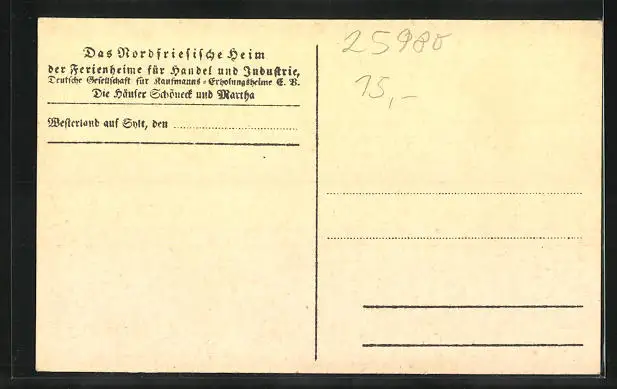 Das Nordfriesische Heim
der Ferienheime für Handel und Industrie,
Deutsche Gesellschaft für Kaufmanns-Erholungsheime E. V.
Die Häuser Schöneck und Martha
Westerland auf Sylt, den
25980
15,-